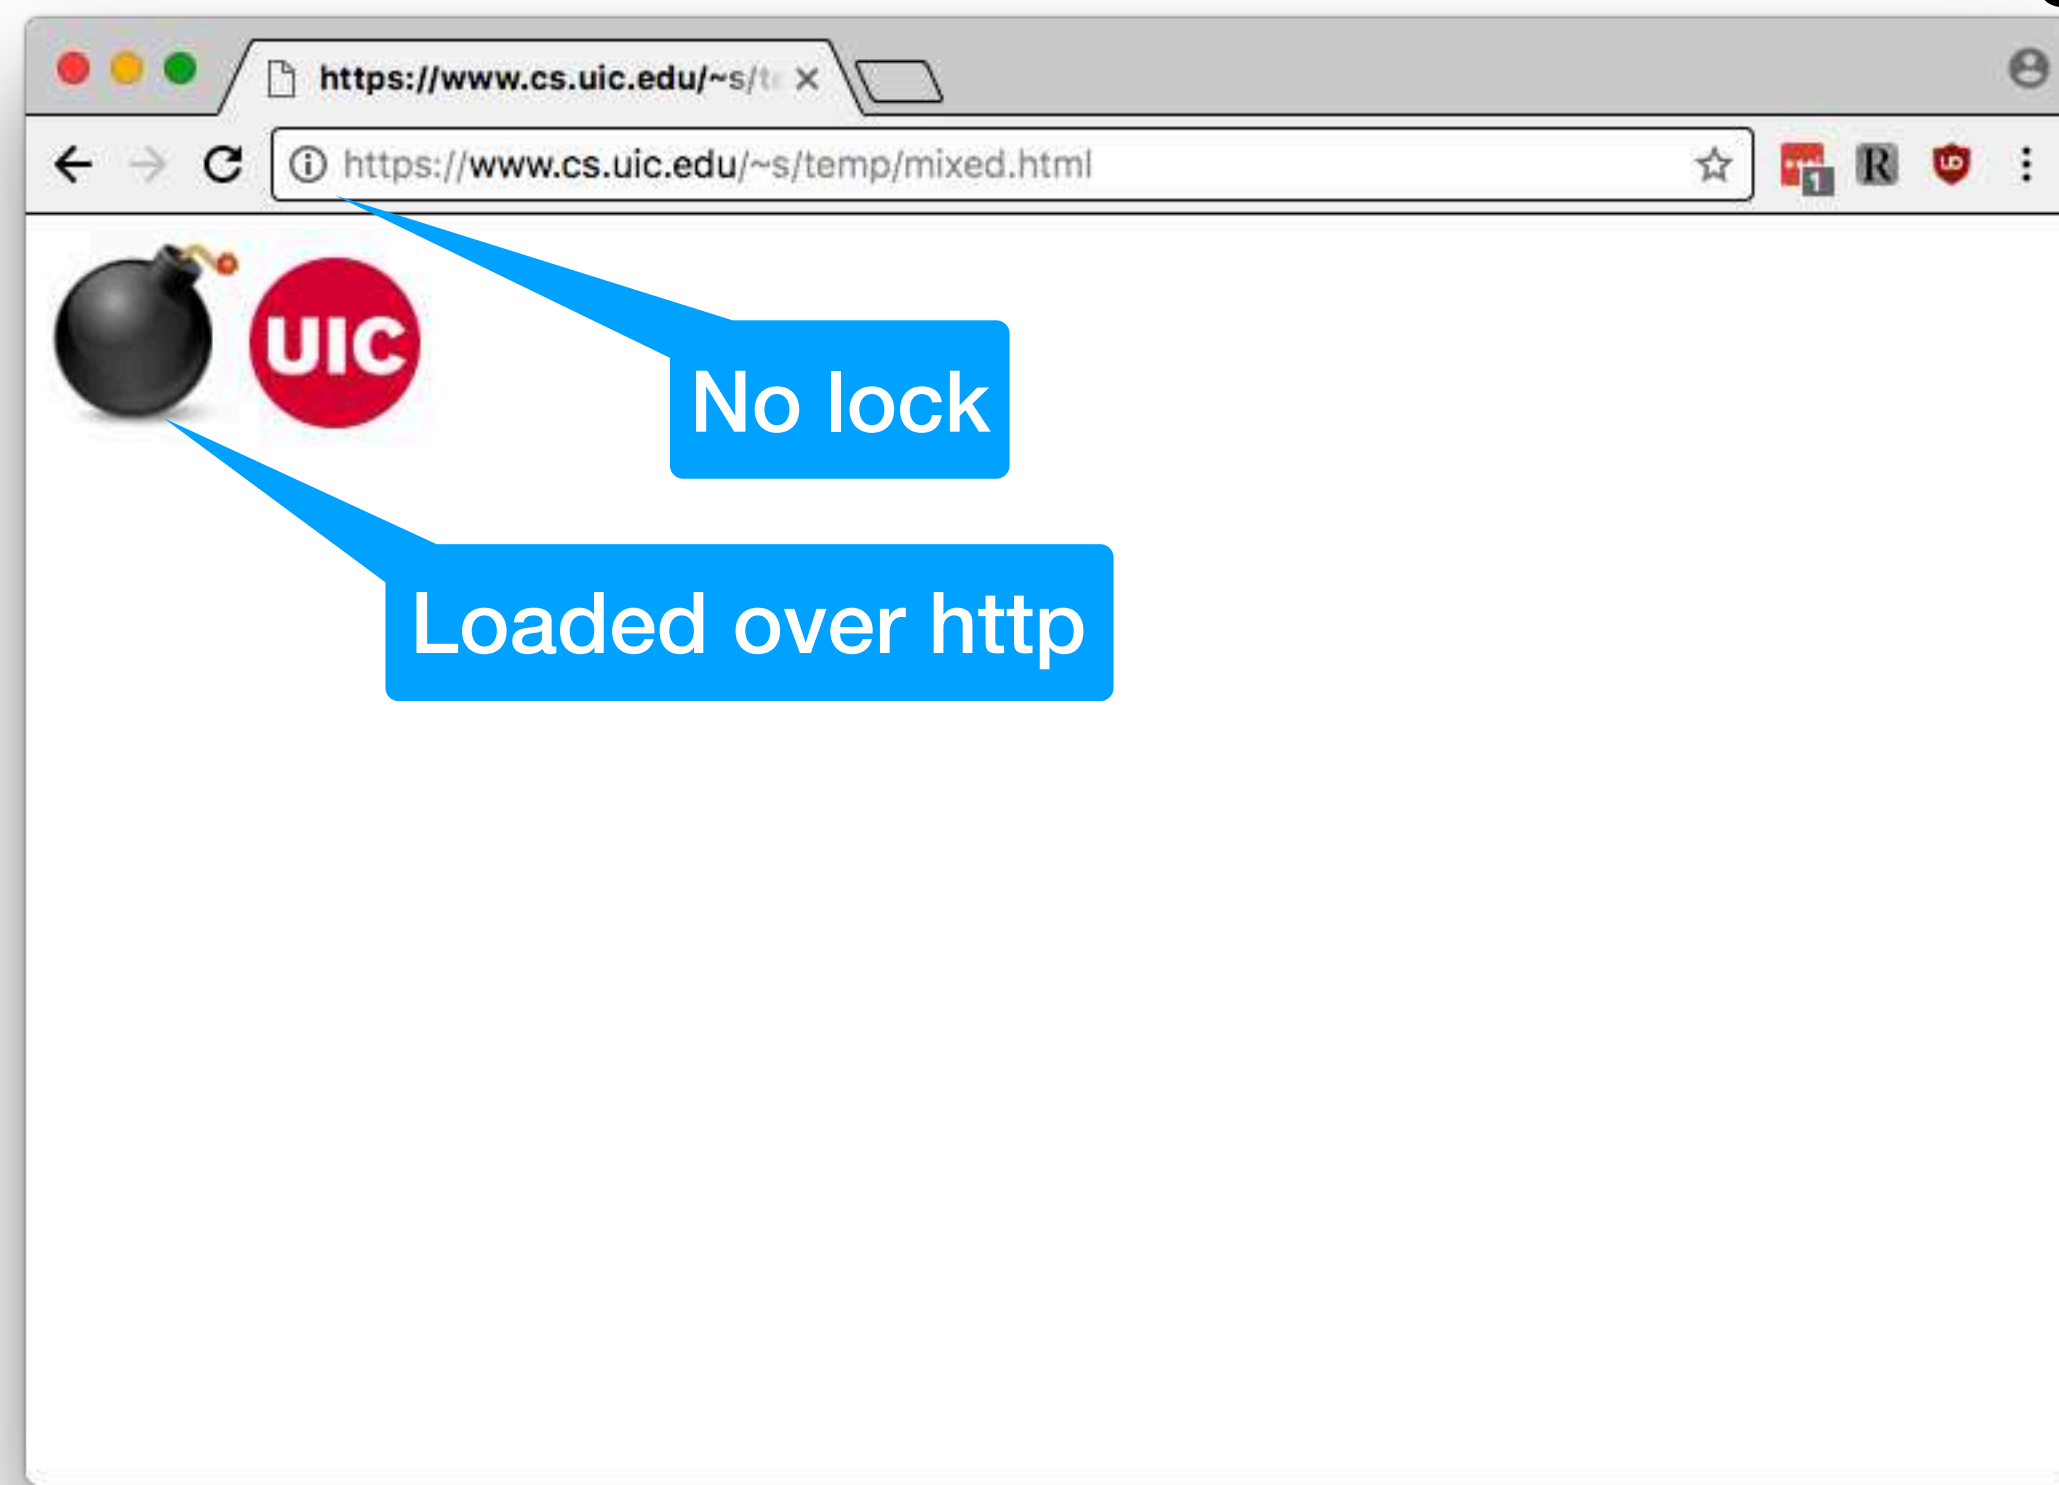 https://www.cs.uic.edu/~s/t
https://www.cs.uic.edu/~s/temp/mixed.html
1
R
UIC
No lock
Loaded over http